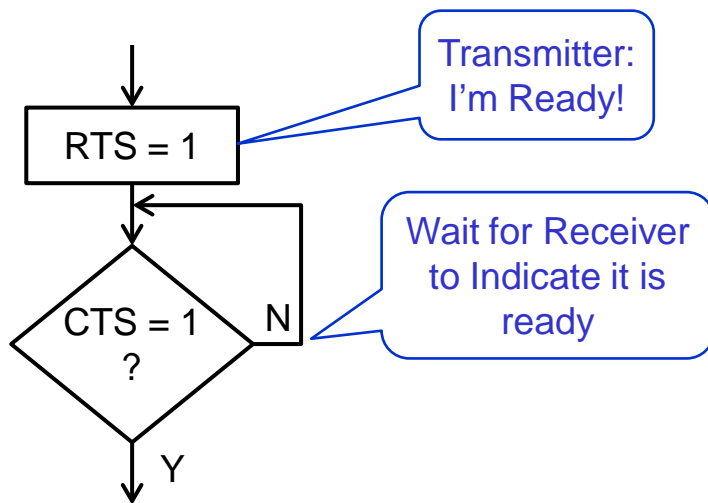 Transmitter:
I'm Ready!
RTS = 1
Wait for Receiver
to Indicate it is
ready
CTS = 1
?
N
Y